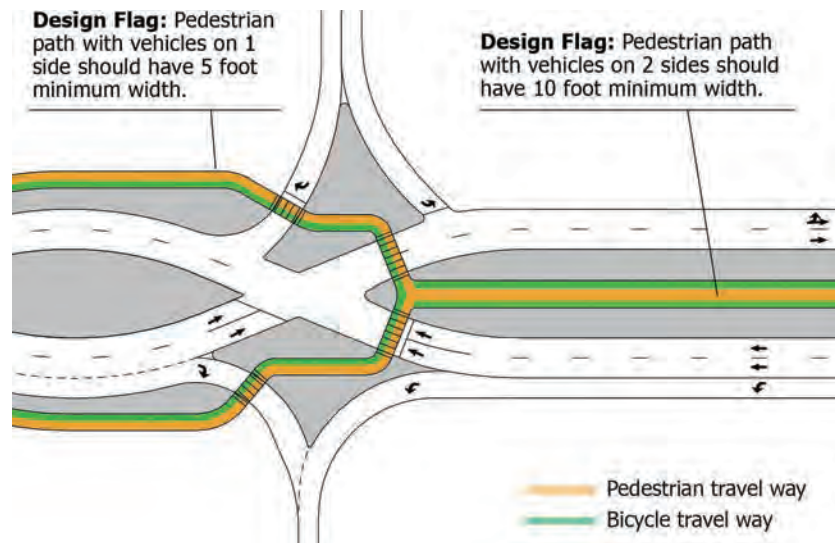 Design Flag: Pedestrian
path with vehicles on 1
side should have 5 foot
minimum width.
Design Flag: Pedestrian path
with vehicles on 2 sides should
have 10 foot minimum width.
Pedestrian travel way
Bicycle travel way